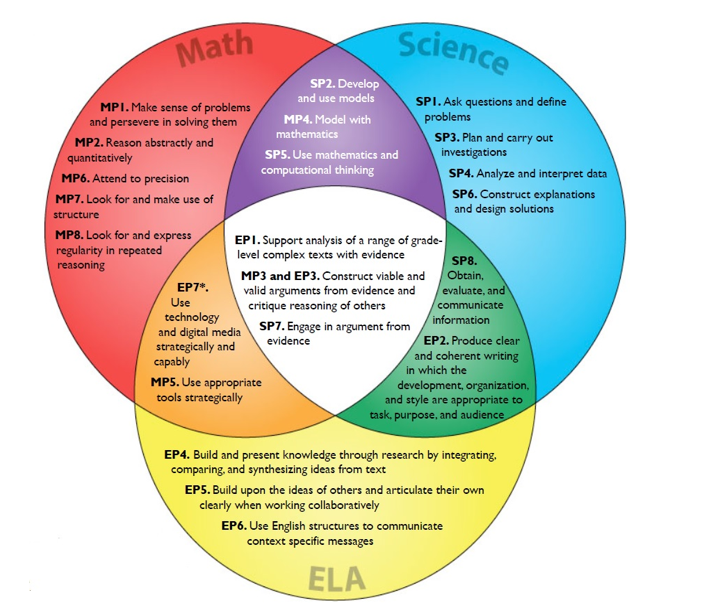 Math
Science
MP1. Make sense of problems
and persevere in solving them
MP2. Reason abstractly and
quantitatively
MP6. Attend to precision
MP7. Look for and make use of
structure
MP8. Look for and express
regularity in repeated
reasoning
SP2. Develop
and use models
MP4. Model with
mathematics
SP5. Use mathematics and
computational thinking
SP1. Ask questions and define
problems
SP3. Plan and carry out
investigations
SP4. Analyze and interpret data
SP6. Construct explanations
and design solutions
EP1. Support analysis of a range of grade-
level complex texts with evidence
MP3 and EP3. Construct viable and
valid arguments from evidence and
critique reasoning of others
SP7. Engage in argument from
evidence
EP7*.
Use
technology
and digital media
strategically and
capably
MP5. Use appropriate
tools strategically
SP8.
Obtain,
evaluate, and
communicate
information
EP2. Produce clear
and coherent writing
in which the
development, organization,
and style are appropriate to
task, purpose, and audience
EP4. Build and present knowledge through research by integrating,
comparing, and synthesizing ideas from text
EP5. Build upon the ideas of others and articulate their own
clearly when working collaboratively
EP6. Use English structures to communicate
context specific messages
ELA